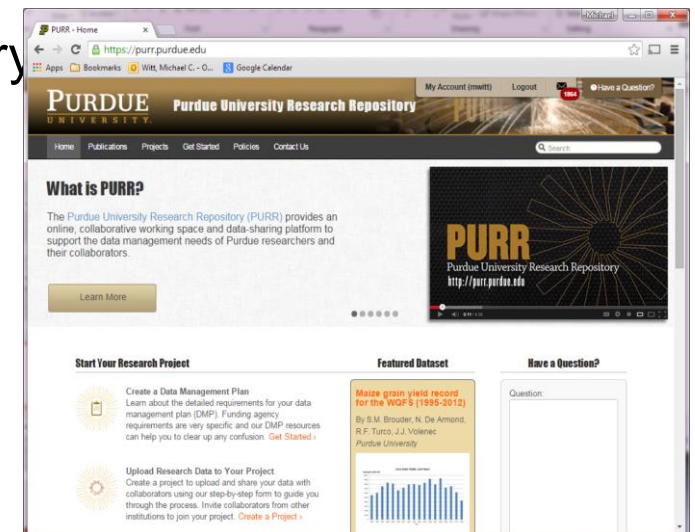 ry
Michael
PURR - Home
https://purr.purdue.edu
Apps Bookmarks Witt, Michael C. - O... Google Calendar
My Account (mwitt) Logout 1864 Have a Question?
PURDUE
UNIVERSITY
Purdue University Research Repository
Home Publications Projects Get Started Policies Contact Us
Search
What is PURR?
The Purdue University Research Repository (PURR) provides an
online, collaborative working space and data-sharing platform to
support the data management needs of Purdue researchers and
their collaborators.
Learn More
PURR
Purdue University Research Repository
http://purr.purdue.edu
Start Your Research Project
Create a Data Management Plan
Learn about the detailed requirements for your data
management plan (DMP). Funding agency
requirements are very specific and our DMP resources
can help you to clear up any confusion. Get Started ›
Upload Research Data to Your Project
Create a project to upload and share your data with
collaborators using our step-by-step form to guide you
through the process. Invite collaborators from other
institutions to join your project. Create a Project ›
Featured Dataset
Maize grain yield record
for the WQFS (1995-2012)
By S.M. Brouder, N. De Armond,
R.F. Turco, J.J. Volenec
Purdue University
Have a Question?
Question: